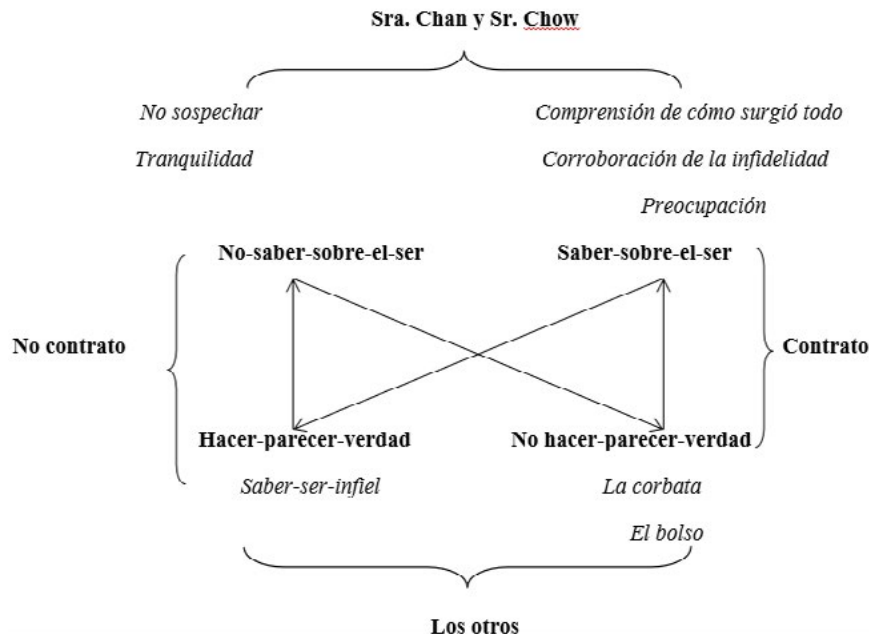 Sra. Chan y Sr. Chow
No sospechar
Comprensión de cómo surgió todo
Tranquilidad
Corroboración de la infidelidad
Preocupación
No-saber-sobre-el-ser
Saber-sobre-el-ser
No contrato
Contrato
Hacer-parecer-verdad
No hacer-parecer-verdad
Saber-ser-infiel
La corbata
El bolso
Los otros